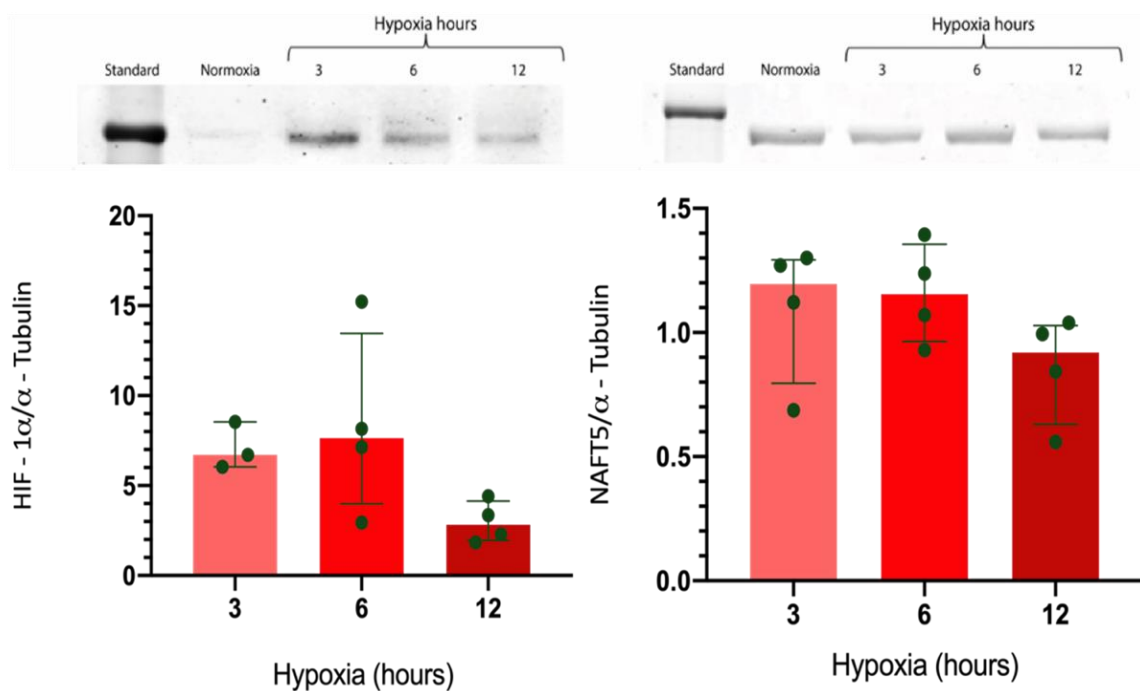 Hypoxia hours
Standard Normoxia 3 6 12
20
15
10
5
0
HIF - 1α/α - Tubulin
3 6 12
Hypoxia (hours)
Hypoxia hours
Standard Normoxia 3 6 12
1.5
1.0
0.5
0.0
NAFT5/α - Tubulin
3 6 12
Hypoxia (hours)